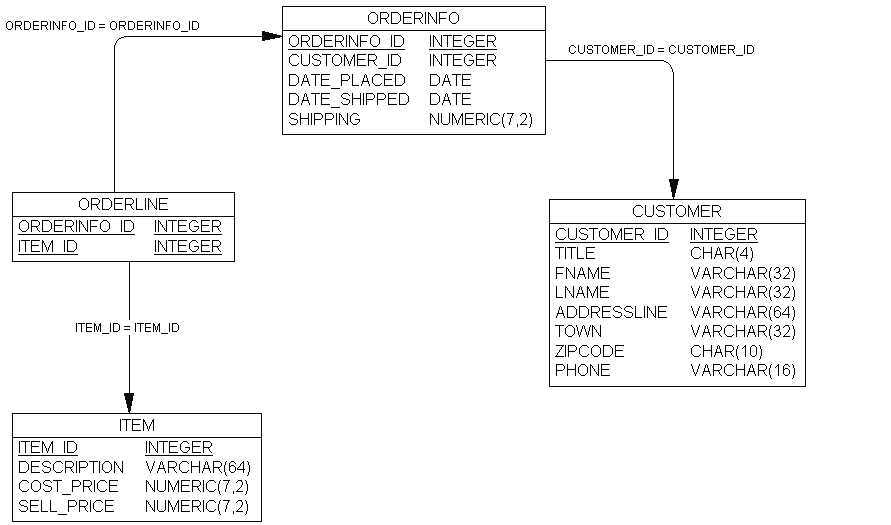 ORDERINFO_ID = ORDERINFO_ID
ORDERINFO
ORDERINFO_ID INTEGER
CUSTOMER_ID INTEGER
DATE_PLACED DATE
DATE_SHIPPED DATE
SHIPPING NUMERIC(7,2)
CUSTOMER_ID = CUSTOMER_ID
ORDERLINE
ORDERINFO_ID INTEGER
ITEM_ID INTEGER
CUSTOMER
CUSTOMER_ID INTEGER
TITLE CHAR(4)
FNAME VARCHAR(32)
LNAME VARCHAR(32)
ADDRESSLINE VARCHAR(64)
TOWN VARCHAR(32)
ZIPCODE CHAR(10)
PHONE VARCHAR(16)
ITEM_ID = ITEM_ID
ITEM
ITEM_ID INTEGER
DESCRIPTION VARCHAR(64)
COST_PRICE NUMERIC(7,2)
SELL_PRICE NUMERIC(7,2)